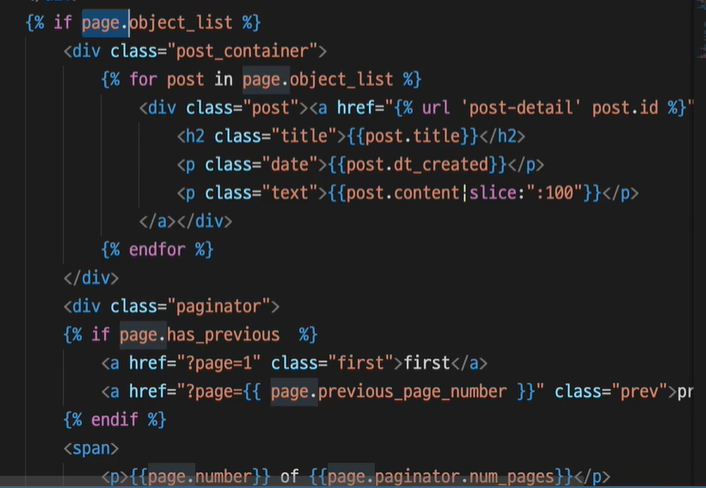 {% if page.object_list %}
<div class="post_container">
{% for post in page.object_list %}
<div class="post"><a href="{% url 'post-detail' post.id %}"
<h2 class="title">{{post.title}}</h2>
<p class="date">{{post.dt_created}}</p>
<p class="text">{{post.content|slice:":100"}}</p>
</a></div>
{% endfor %}
</div>
<div class="paginator">
{% if page.has_previous  %}
<a href="?page=1" class="first">first</a>
<a href="?page={{ page.previous_page_number }}" class="prev">pr
{% endif %}
<span>
<p>{{page.number}} of {{page.paginator.num_pages}}</p>